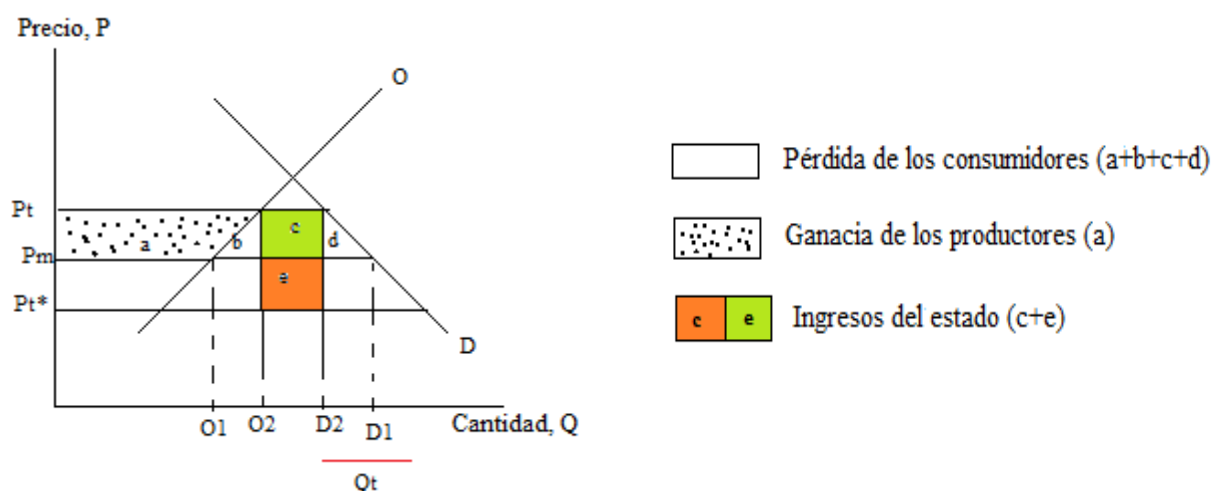 Precio, P
O
Pt
c
b
d
a
Pm
e
Pt*
D
O1
O2
D2
D1
Cantidad, Q
Qt
Pérdida de los consumidores (a+b+c+d)
Ganacia de los productores (a)
c
e
Ingresos del estado (c+e)